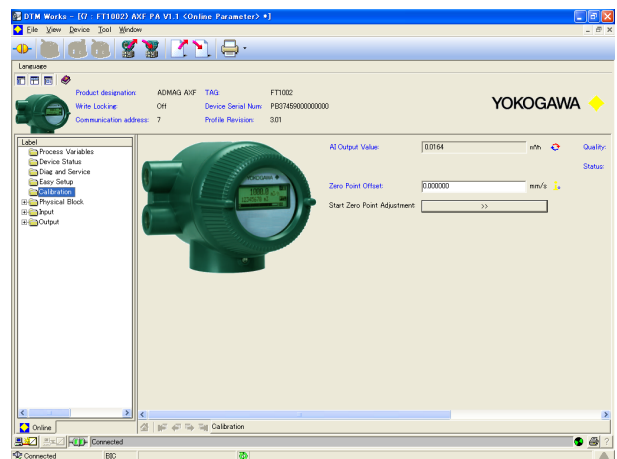 DTM Works - [(7 : FT1002) AXF PA V1.1 <Online Parameter> *]
File View Device Tool Window
Language
Product designation: ADMAG AXF TAG: FT1002
Write Locking: Off Device Serial Num PB37459000000000
Communication address: 7 Profile Revision: 3.01
YOKOGAWA
Label
Process Variables
Device Status
Diag and Service
Easy Setup
Calibration
Physical Block
Input
Output
YOKOGAWA
AI Output Value: 0.0164 m³/h Quality:
Status:
Zero Point Offset: 0.000000 mm/s
Start Zero Point Adjustment >>
Online
Calibration
Connected
Connected EIC